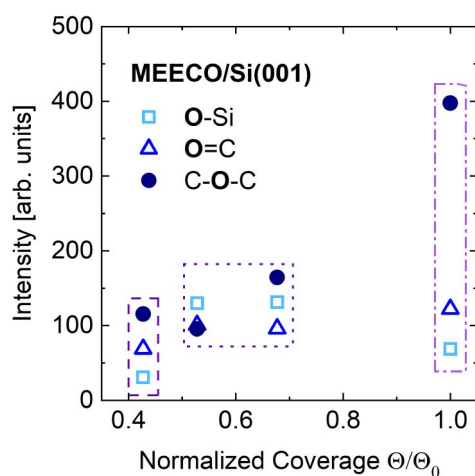 500
400
300
200
100
0
Intensity [arb. units]
MEECO/Si(001)
O-Si
O=C
C-O-C
0.4 0.6 0.8 1.0
Normalized Coverage Θ/Θ₀